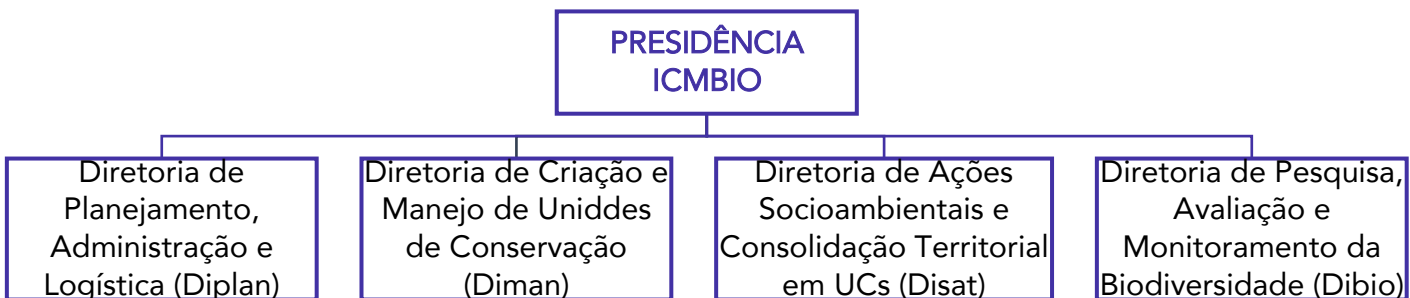 PRESIDÊNCIA
ICMBIO
Diretoria de
Planejamento,
Administração e
Logística (Diplan)
Diretoria de Criação e
Manejo de Uniddes
de Conservação
(Diman)
Diretoria de Ações
Socioambientais e
Consolidação Territorial
em UCs (Disat)
Diretoria de Pesquisa,
Avaliação e
Monitoramento da
Biodiversidade (Dibio)